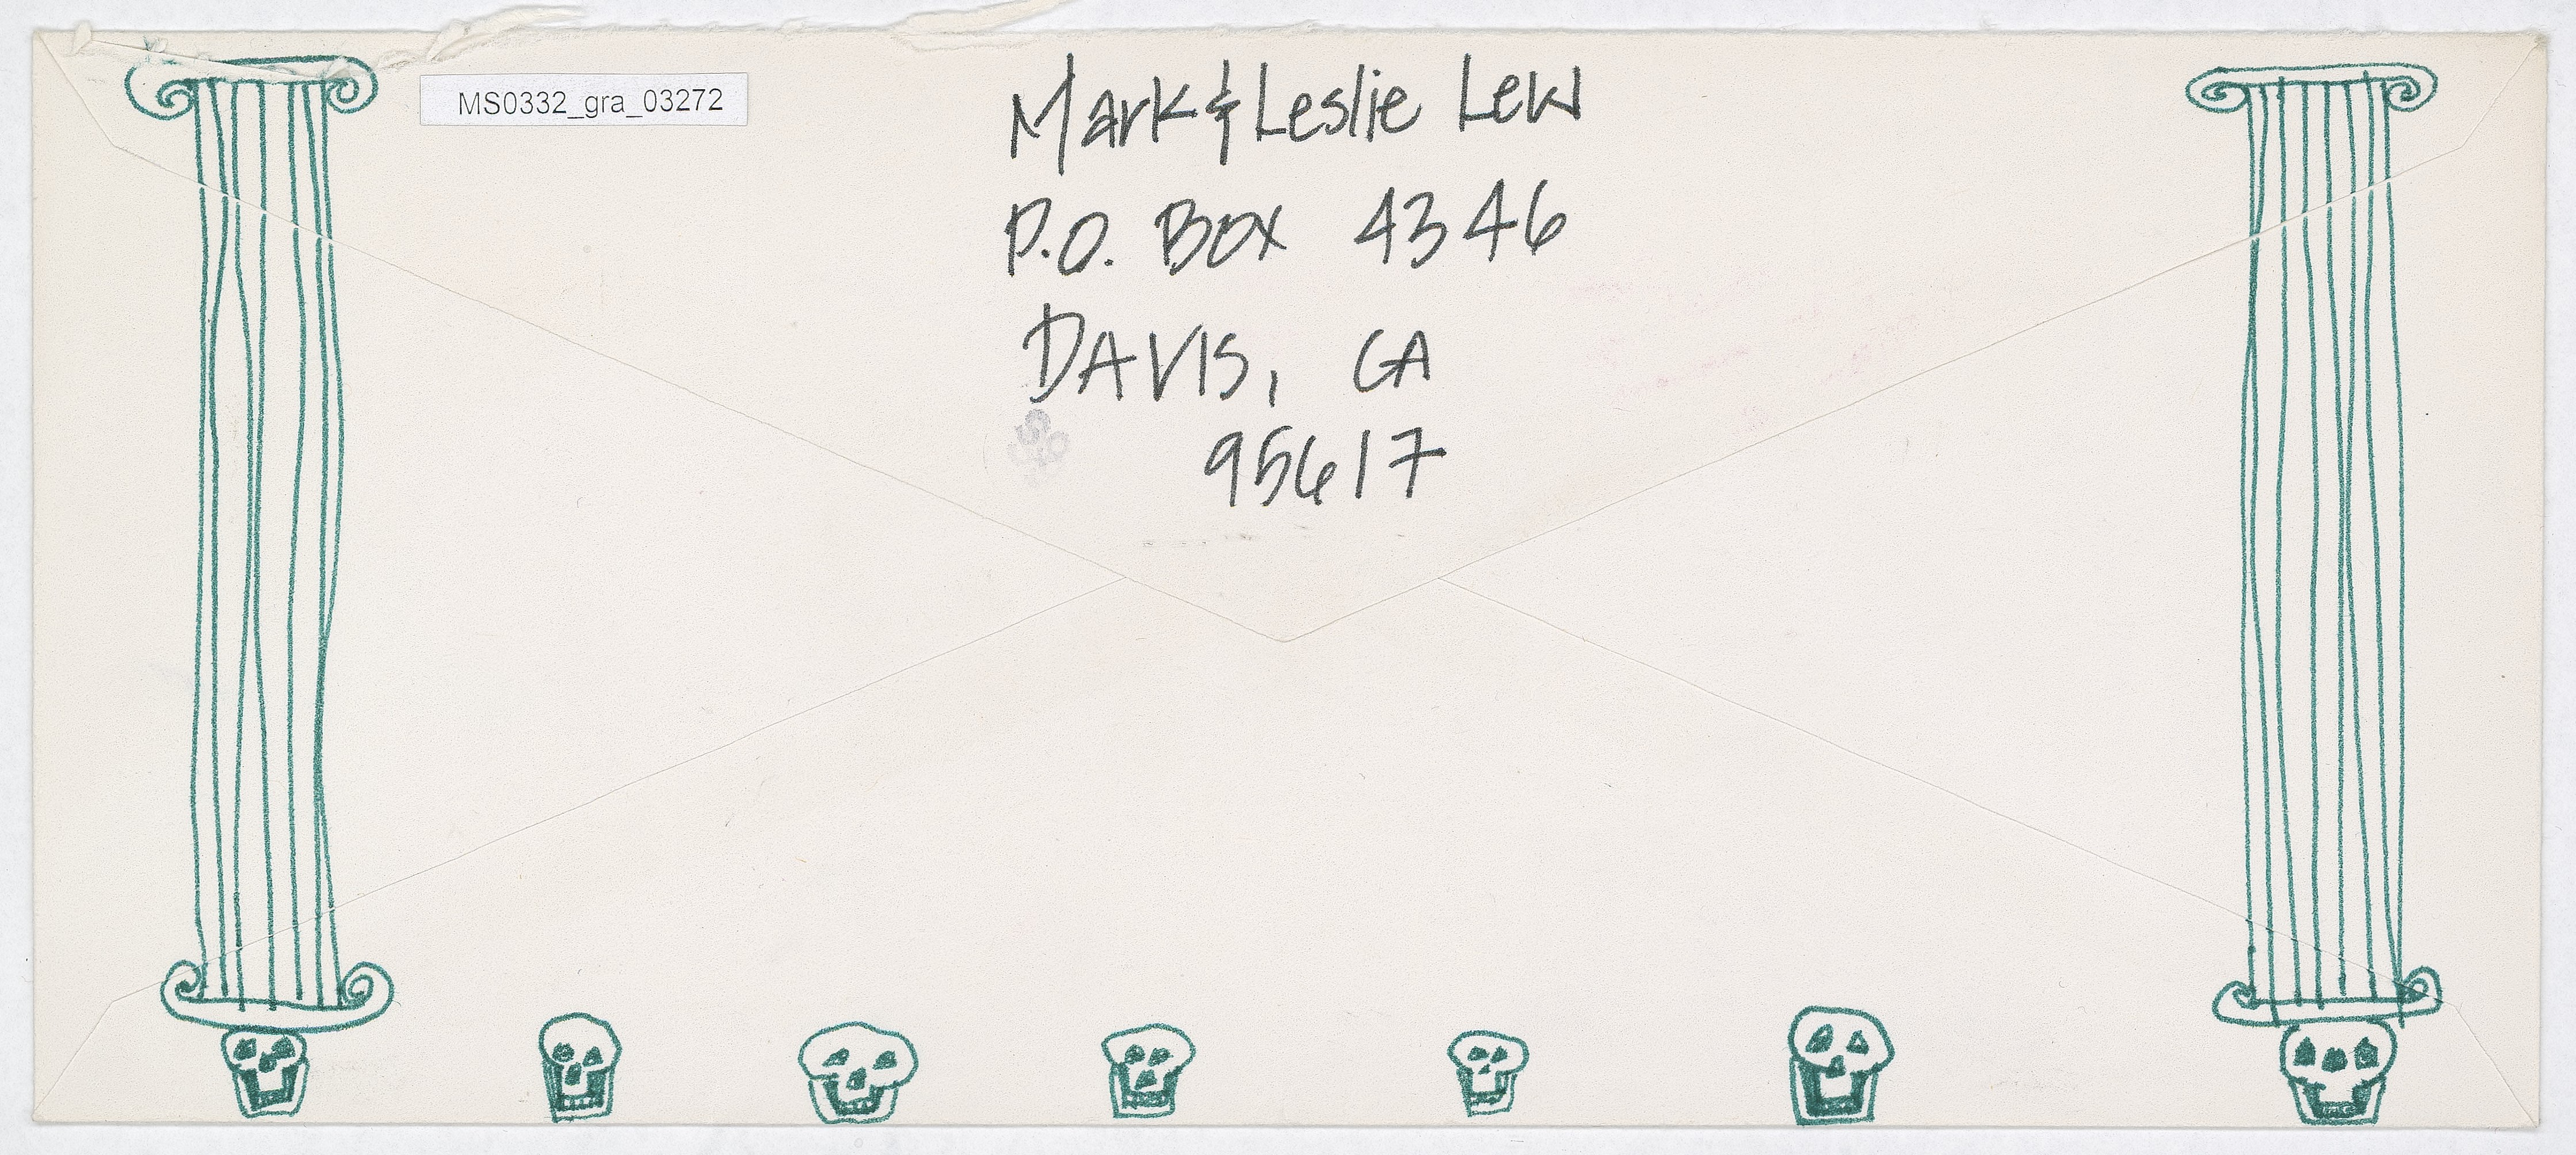 MS0332_gra_03272
Mark & Leslie Lew
P.O. Box 4346
DAVIS, CA
95617